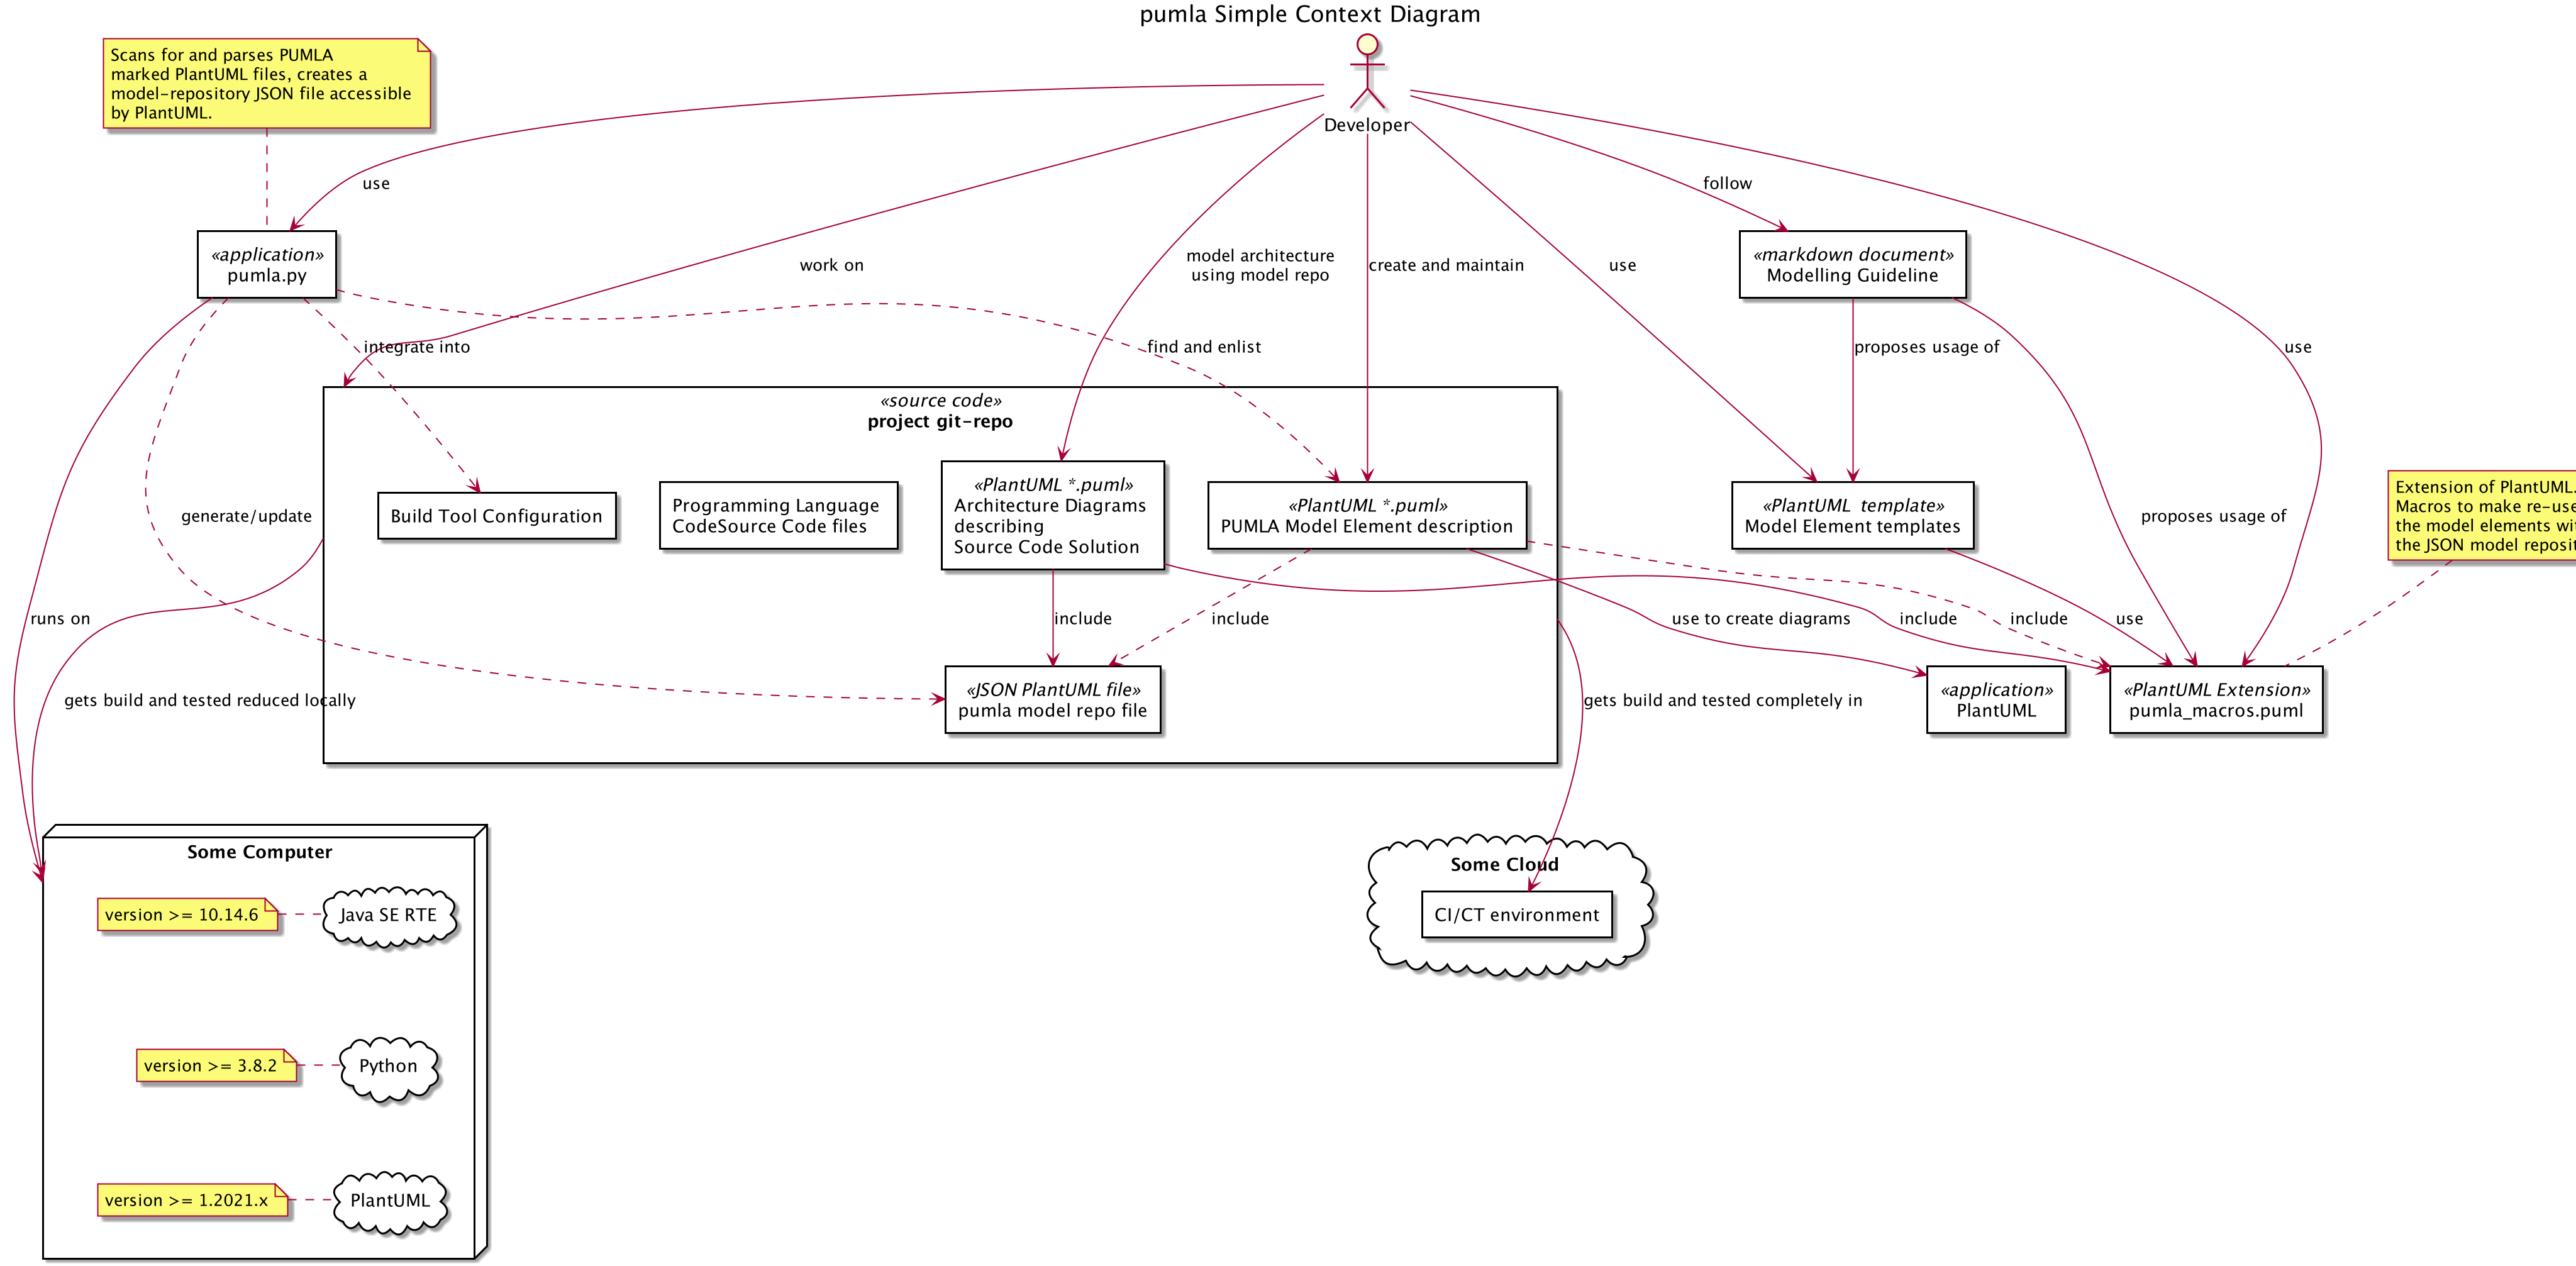 pumla Simple Context Diagram
Scans for and parses PUMLA
marked PlantUML files, creates a
model-repository JSON file accessible
by PlantUML.
Developer
use
follow
«application»
pumla.py
work on
model architecture
using model repo
create and maintain
use
«markdown document»
Modelling Guideline
integrate into
find and enlist
proposes usage of
use
«source code»
project git-repo
Build Tool Configuration
Programming Language
CodeSource Code files
«PlantUML *.puml»
Architecture Diagrams
describing
Source Code Solution
«PlantUML *.puml»
PUMLA Model Element description
«PlantUML  template»
Model Element templates
generate/update
proposes usage of
Extension of PlantUML.
Macros to make re-use
the model elements
the JSON model
runs on
include
include
use to create diagrams
include
include
use
gets build and tested reduced locally
«JSON PlantUML file»
pumla model repo file
gets build and tested completely in
«application»
PlantUML
«PlantUML Extension»
pumla_macros.puml
Some Computer
version >= 10.14.6
Java SE RTE
version >= 3.8.2
Python
version >= 1.2021.x
PlantUML
Some Cloud
CI/CT environment